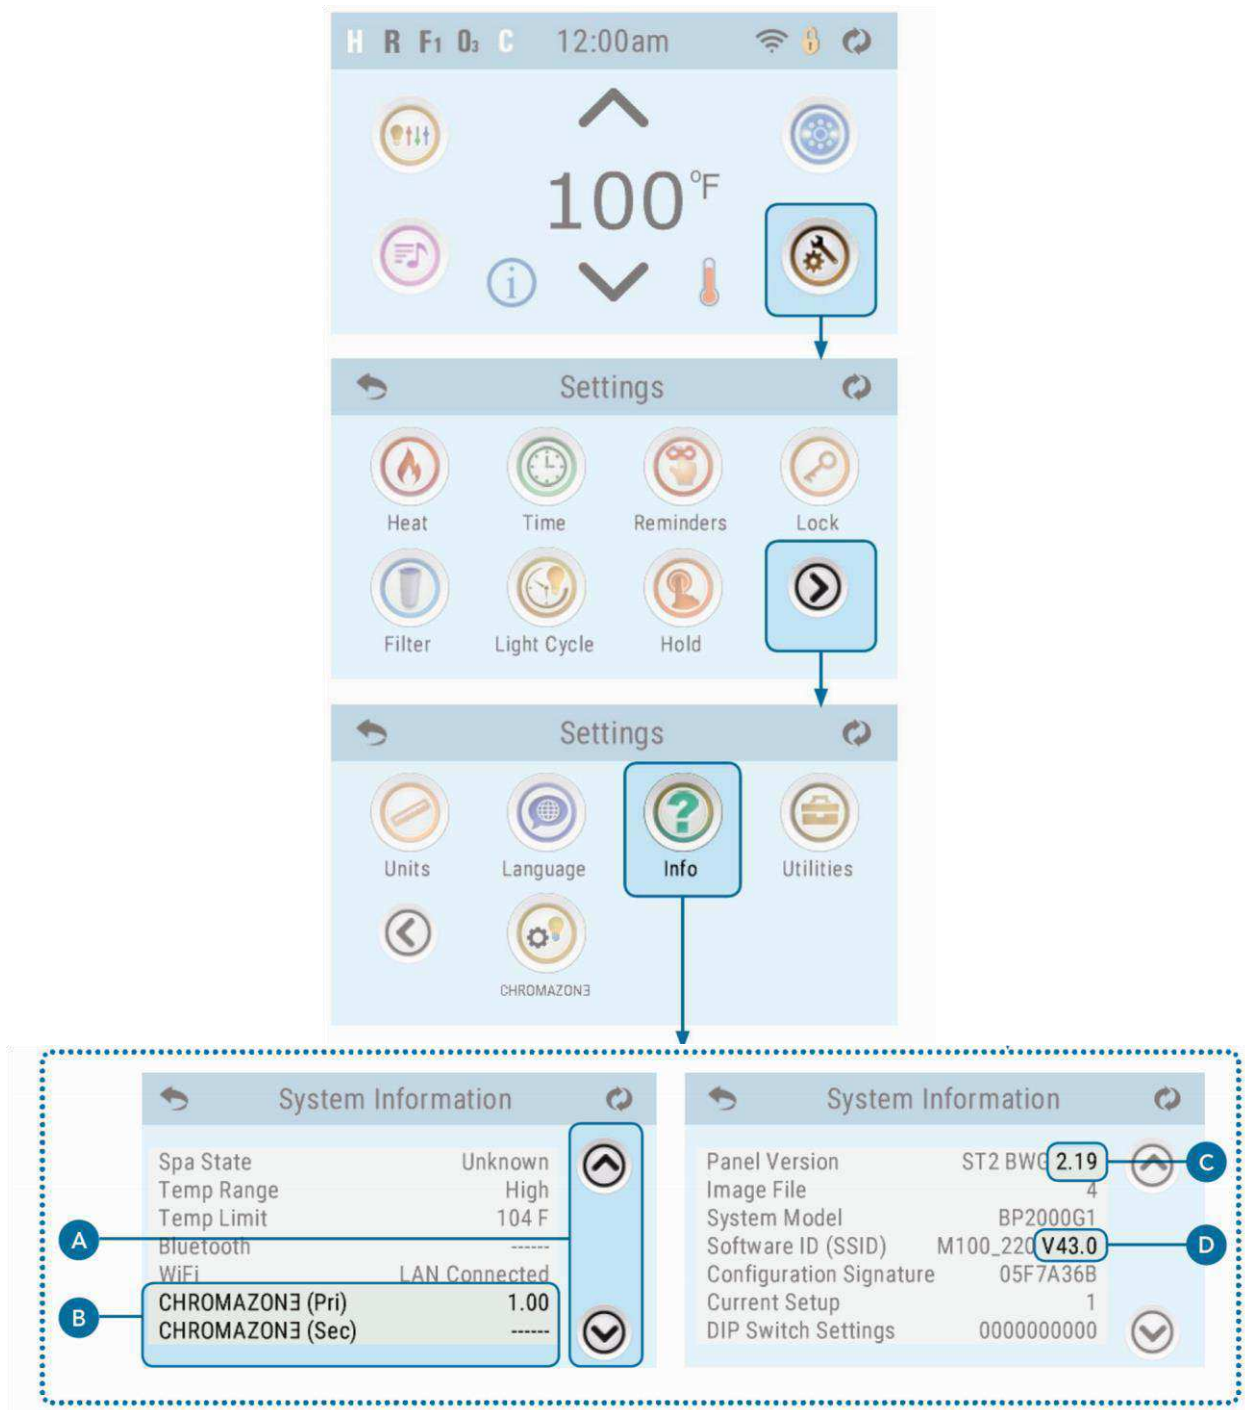 H R F1 O3 C 12:00am
100°F
i
Settings
Heat Time Reminders Lock
Filter Light Cycle Hold
Settings
Units Language Info Utilities
CHROMAZONƎ
System Information
Spa State Unknown
Temp Range High
Temp Limit 104 F
Bluetooth ------
WiFi LAN Connected
CHROMAZONƎ (Pri) 1.00
CHROMAZONƎ (Sec) ------
A
B
System Information
Panel Version ST2 BWG 2.19
Image File 4
System Model BP2000G1
Software ID (SSID) M100_220 V43.0
Configuration Signature 05F7A36B
Current Setup 1
DIP Switch Settings 0000000000
C
D